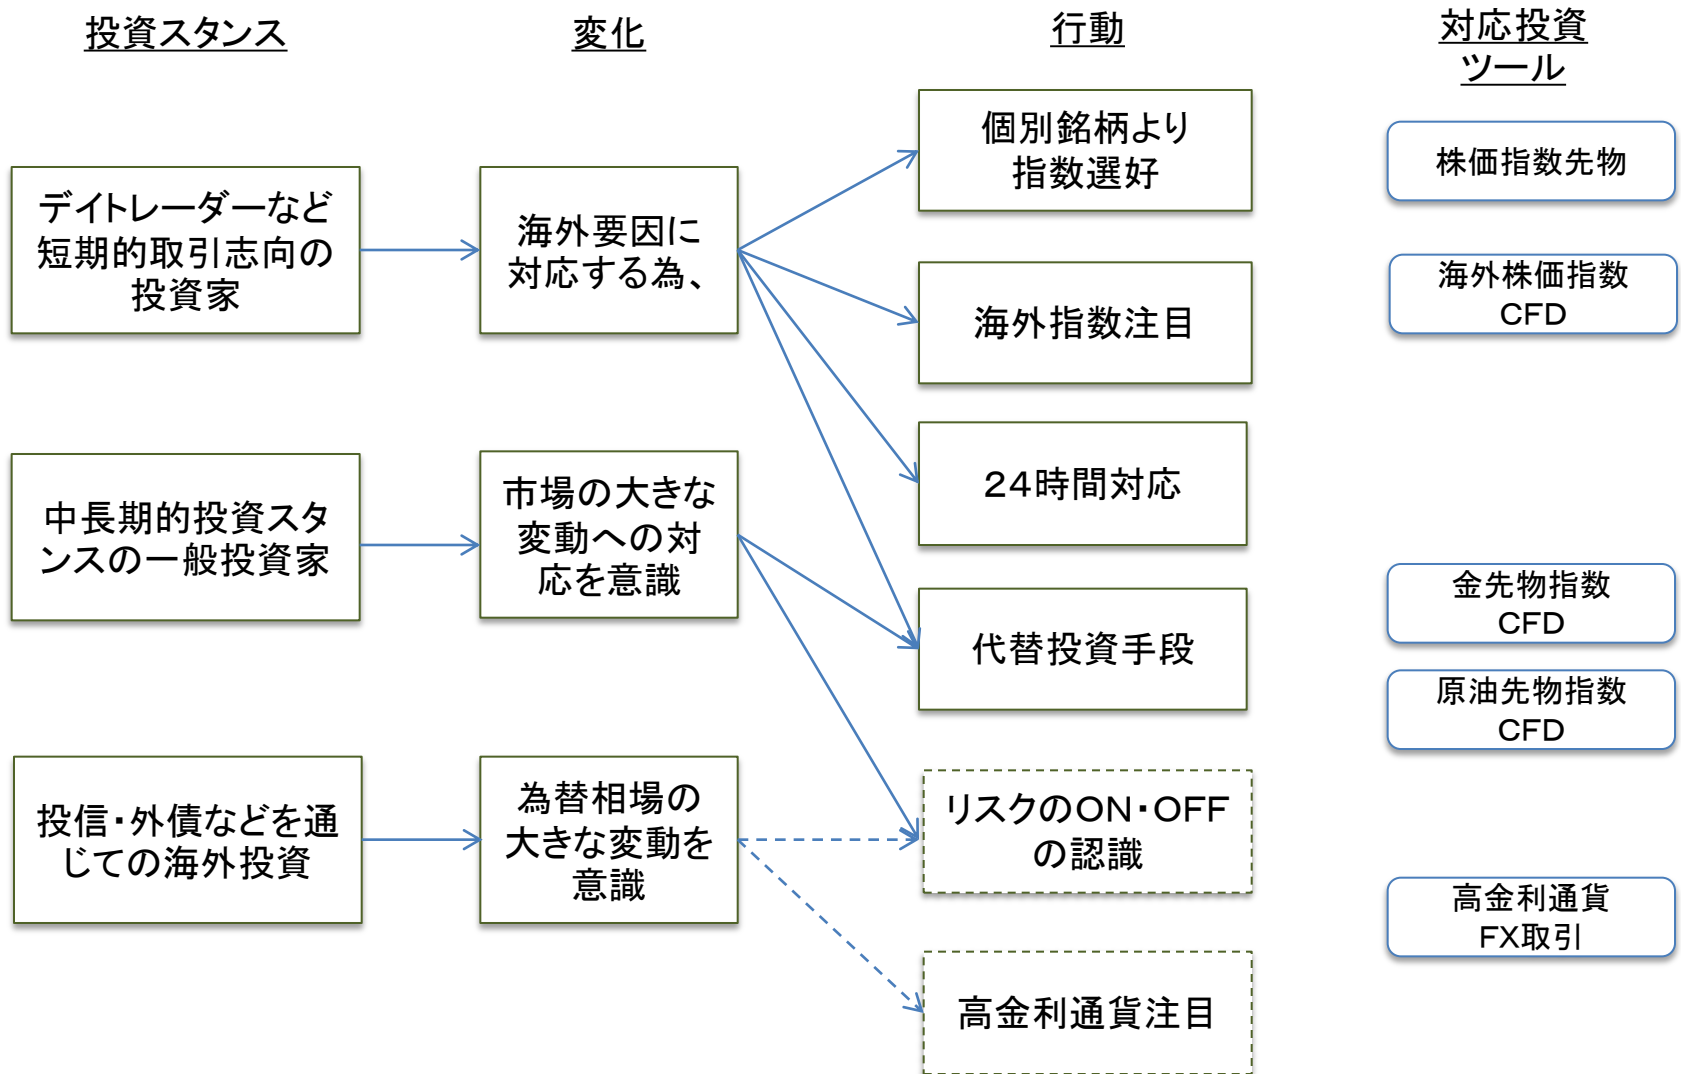 投資スタンス
変化
行動
対応投資
ツール
デイトレーダーなど
短期的取引志向の
投資家
海外要因に
対応する為、
個別銘柄より
指数選好
株価指数先物
海外指数注目
海外株価指数
CFD
24時間対応
中長期的投資スタ
ンスの一般投資家
市場の大きな
変動への対
応を意識
代替投資手段
金先物指数
CFD
原油先物指数
CFD
投信・外債などを通
じての海外投資
為替相場の
大きな変動を
意識
リスクのON・OFF
の認識
高金利通貨
FX取引
高金利通貨注目